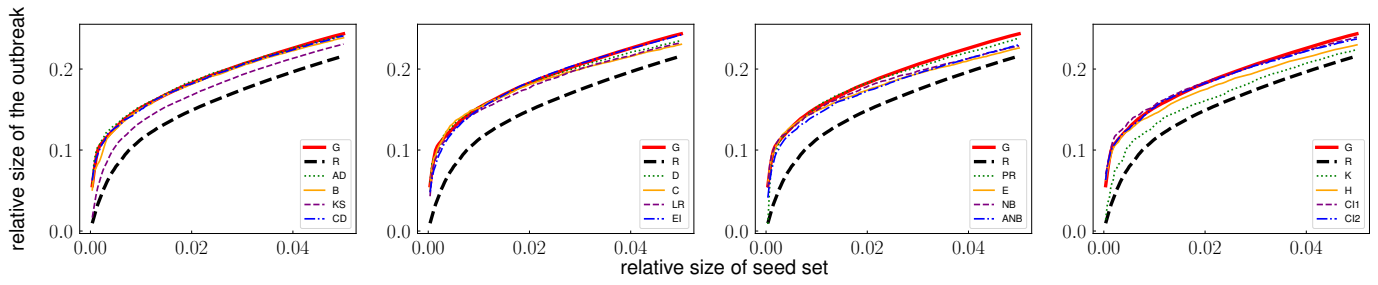 relative size of the outbreak
0.2
0.1
0.0
0.00
0.02
0.04
G
R
AD
B
KS
CD
0.2
0.1
0.0
0.00
0.02
0.04
G
R
D
C
LR
EI
0.2
0.1
0.0
0.00
0.02
0.04
G
R
PR
E
NB
ANB
0.2
0.1
0.0
0.00
0.02
0.04
G
R
K
H
CI1
CI2
relative size of seed set